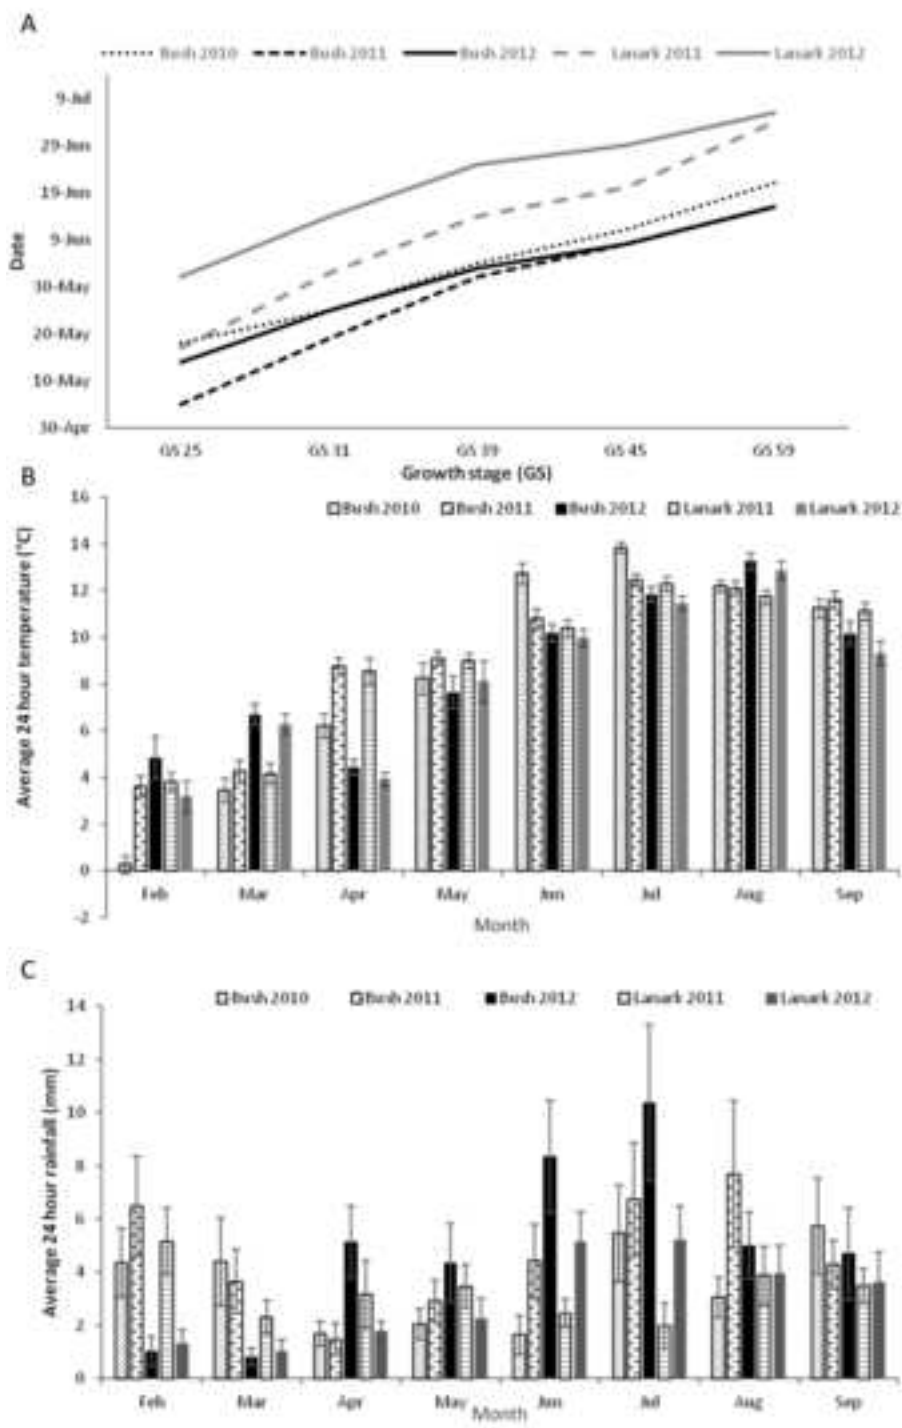 A
Bush 2010 Bush 2011 Bush 2012 Lanark 2011 Lanark 2012
9-Jul
29-Jun
19-Jun
9-Jun
30-May
20-May
10-May
30-Apr
Date
GS 25 GS 31 GS 39 GS 45 GS 59
Growth stage (GS)
B
Bush 2010 Bush 2011 Bush 2012 Lanark 2011 Lanark 2012
16
14
12
10
8
6
4
2
0
-2
Average 24 hour temperature (°C)
Feb Mar Apr May Jun Jul Aug Sep
Month
C
Bush 2010 Bush 2011 Bush 2012 Lanark 2011 Lanark 2012
14
12
10
8
6
4
2
0
Average 24 hour rainfall (mm)
Feb Mar Apr May Jun Jul Aug Sep
Month